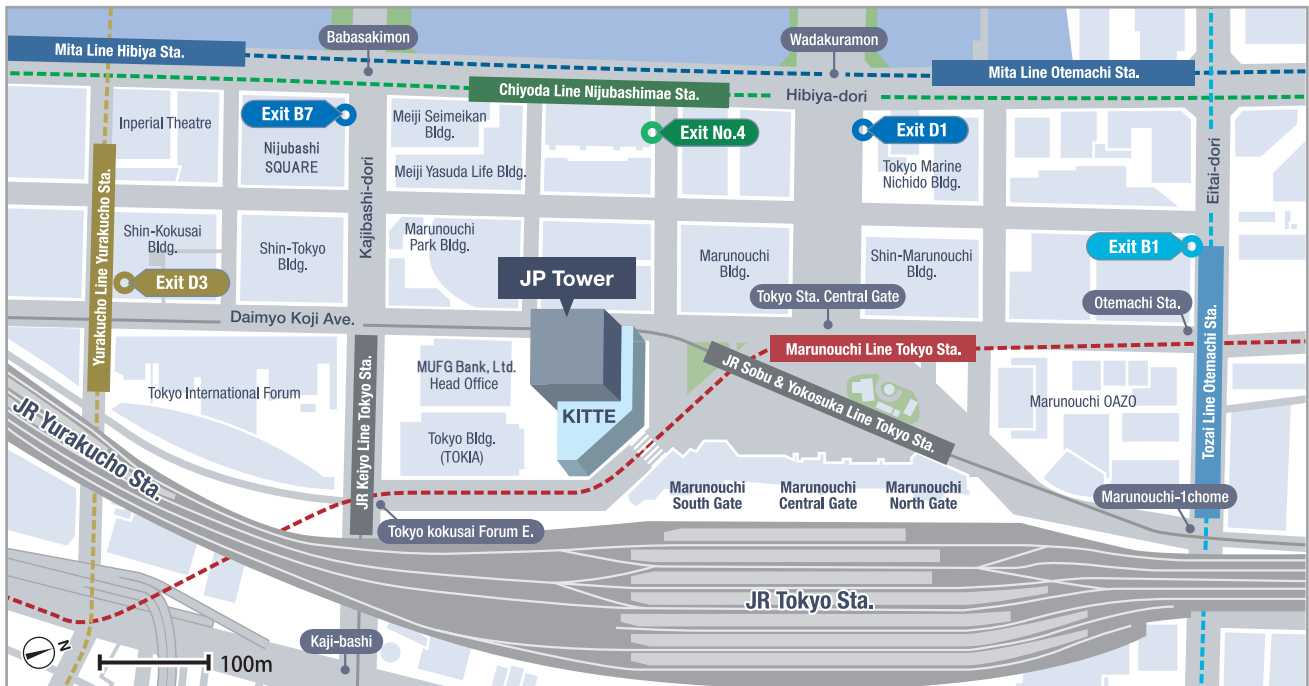 Babasakimon
Wadakuramon
Mita Line Hibiya Sta.
Mita Line Otemachi Sta.
Chiyoda Line Nijubashimae Sta.
Hibiya-dori
Inperial Theatre
Exit B7
Meiji Seimeikan
Bldg.
Exit No.4
Exit D1
Nijubashi
SQUARE
Meiji Yasuda Life Bldg.
Tokyo Marine
Nichido Bldg.
Eitai-dori
Kajibashi-dori
Yurakucho Line Yurakucho Sta.
Shin-Kokusai
Bldg.
Shin-Tokyo
Bldg.
Marunouchi
Park Bldg.
Marunouchi
Bldg.
Shin-Marunouchi
Bldg.
Exit B1
Exit D3
JP Tower
Tokyo Sta. Central Gate
Otemachi Sta.
Daimyo Koji Ave.
Marunouchi Line Tokyo Sta.
JR Sobu & Yokosuka Line Tokyo Sta.
Tozai Line Otemachi Sta.
JR Keiyo Line Tokyo Sta.
MUFG Bank, Ltd.
Head Office
Tokyo International Forum
KITTE
Marunouchi OAZO
Tokyo Bldg.
(TOKIA)
JR Yurakucho Sta.
Marunouchi
South Gate
Marunouchi
Central Gate
Marunouchi
North Gate
Marunouchi-1chome
Tokyo kokusai Forum E.
JR Tokyo Sta.
Kaji-bashi
N
100m